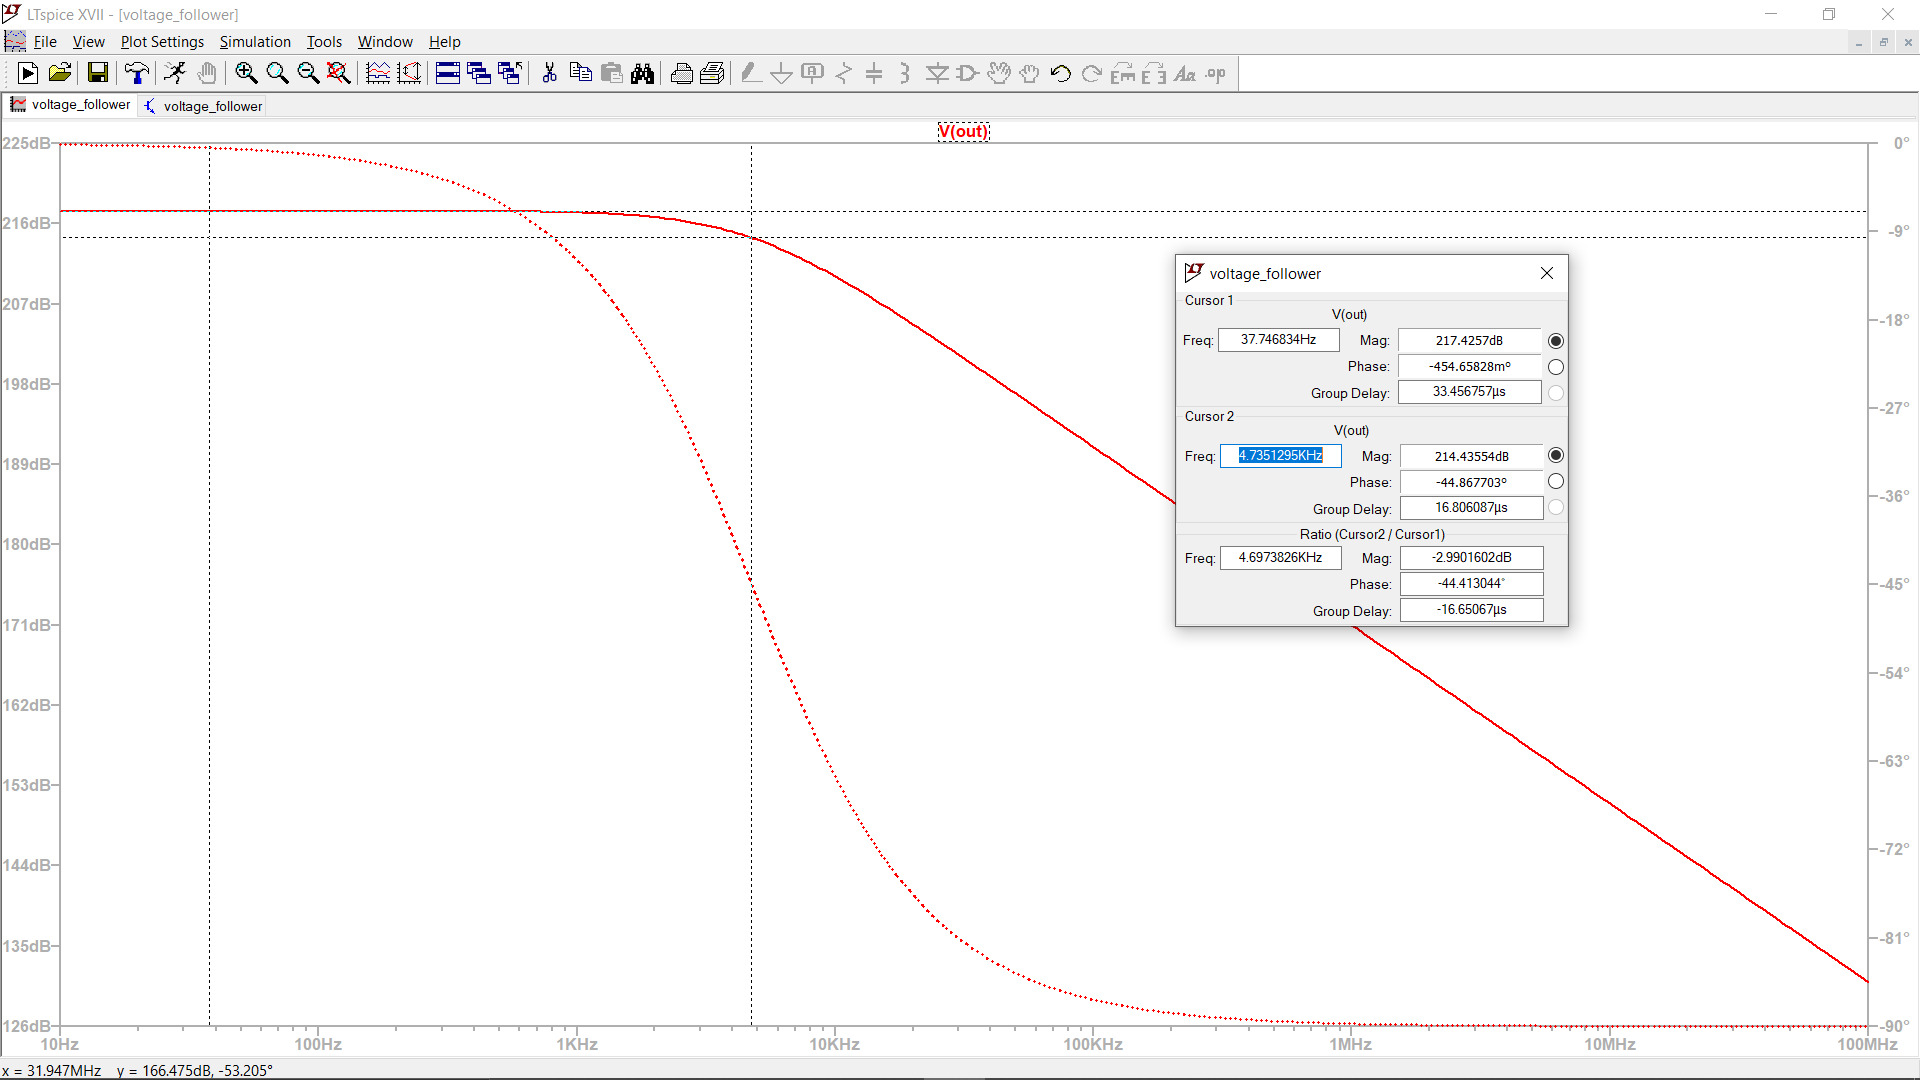 LTspice XVII - [voltage_follower]
File View Plot Settings Simulation Tools Window Help
voltage_follower voltage_follower
V(out)
225dB
216dB
207dB
198dB
189dB
180dB
171dB
162dB
153dB
144dB
135dB
126dB
0°
-9°
-18°
-27°
-36°
-45°
-54°
-63°
-72°
-81°
-90°
voltage_follower
Cursor 1
V(out)
Freq: 37.746834Hz Mag: 217.4257dB
Phase: -454.65828m°
Group Delay: 33.456757µs
Cursor 2
V(out)
Freq: 4.7351295KHz Mag: 214.43554dB
Phase: -44.867703°
Group Delay: 16.806087µs
Ratio (Cursor2 / Cursor1)
Freq: 4.6973826KHz Mag: -2.9901602dB
Phase: -44.413044°
Group Delay: -16.65067µs
10Hz 100Hz 1KHz 10KHz 100KHz 1MHz 10MHz 100MHz
x = 31.947MHz y = 166.475dB, -53.205°